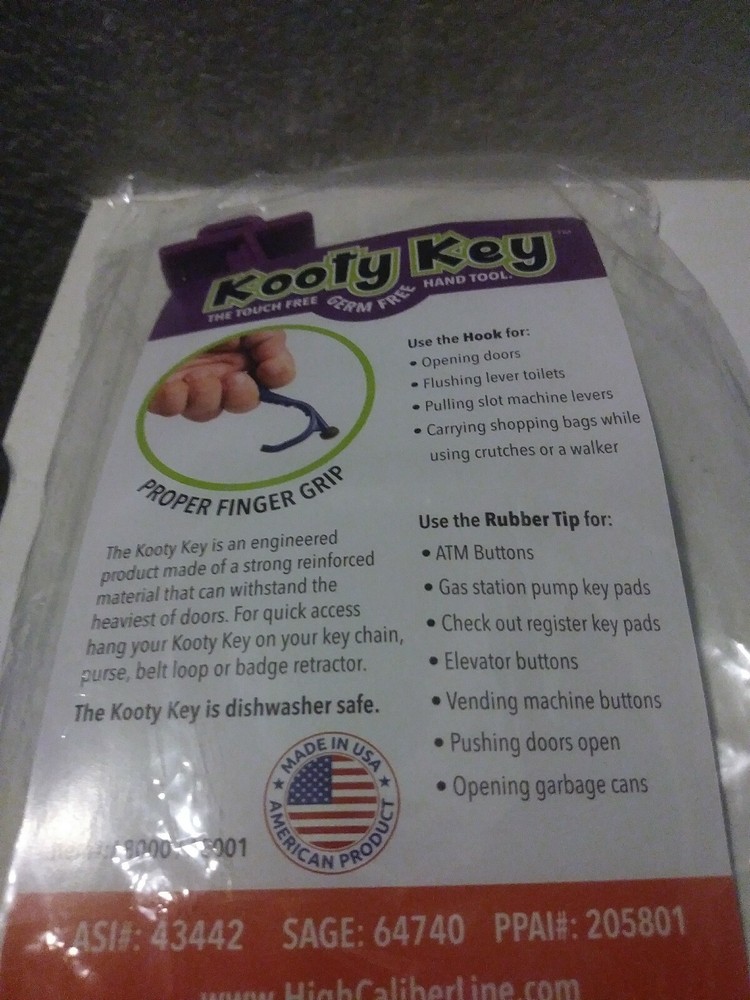 Kooty Key™
THE TOUCH FREE GERM FREE HAND TOOL.
PROPER FINGER GRIP
The Kooty Key is an engineered
product made of a strong reinforced
material that can withstand the
heaviest of doors. For quick access
hang your Kooty Key on your key chain,
purse, belt loop or badge retractor.
The Kooty Key is dishwasher safe.
Use the Hook for:
• Opening doors
• Flushing lever toilets
• Pulling slot machine levers
• Carrying shopping bags while
using crutches or a walker
Use the Rubber Tip for:
• ATM Buttons
• Gas station pump key pads
• Check out register key pads
• Elevator buttons
• Vending machine buttons
• Pushing doors open
• Opening garbage cans
MADE IN USA
AMERICAN PRODUCT
ASI#: 43442 SAGE: 64740 PPAI#: 205801
www.HighCaliberLine.com